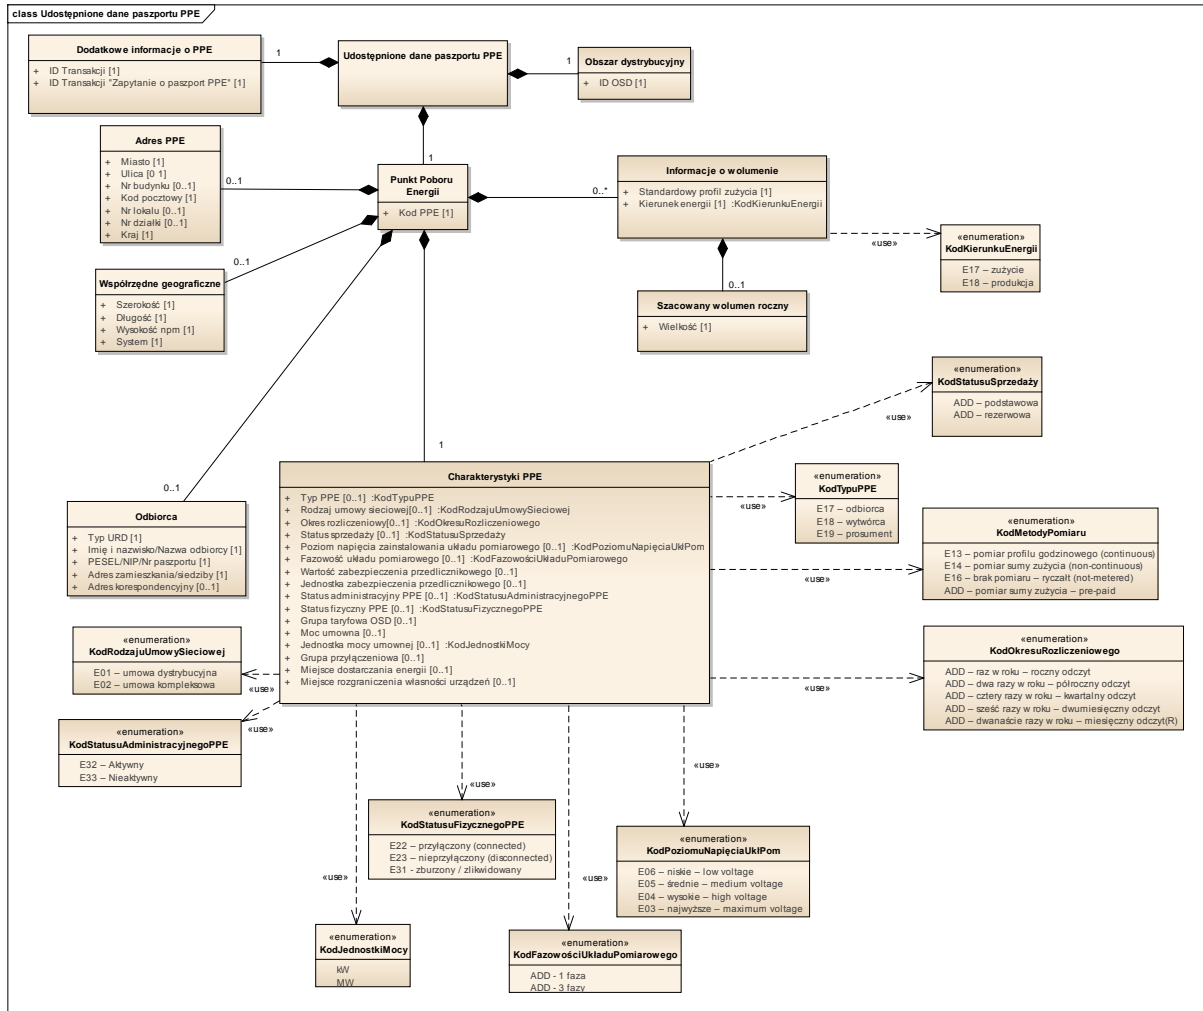 class Udostępnione dane paszportu PPE
Dodatkowe informacje o PPE
+ ID Transakcji [1]
+ ID Transakcji "Zapytanie o paszport PPE" [1]
1
Udostępnione dane paszportu PPE
1
Obszar dystrybucyjny
+ ID OSD [1]
Adres PPE
+ Miasto [1]
+ Ulica [0 1]
+ Nr budynku [0..1]
+ Kod pocztowy [1]
+ Nr lokalu [0..1]
+ Nr działki [0..1]
+ Kraj [1]
0..1
1
Punkt Poboru
Energii
+ Kod PPE [1]
0..*
Informacje o wolumenie
+ Standardowy profil zużycia [1]
+ Kierunek energii [1] :KodKierunkuEnergii
«use»
«enumeration»
KodKierunkuEnergii
E17 – zużycie
E18 – produkcja
0..1
Współrzędne geograficzne
+ Szerokość [1]
+ Długość [1]
+ Wysokość npm [1]
+ System [1]
0..1
Szacowany wolumen roczny
+ Wielkość [1]
«enumeration»
KodStatusuSprzedaży
ADD – podstawowa
ADD – rezerwowa
«use»
0..1
1
Odbiorca
+ Typ URD [1]
+ Imię i nazwisko/Nazwa odbiorcy [1]
+ PESEL/NIP/Nr paszportu [1]
+ Adres zamieszkania/siedziby [1]
+ Adres korespondencyjny [0..1]
Charakterystyki PPE
+ Typ PPE [0..1] :KodTypuPPE
+ Rodzaj umowy sieciowej[0..1] :KodRodzajuUmowySieciowej
+ Okres rozliczeniowy[0..1] :KodOkresuRozliczeniowego
+ Status sprzedaży [0..1] :KodStatusuSprzedaży
+ Poziom napięcia zainstalowania układu pomiarowego [0..1] :KodPoziomuNapięciaUkłPom
+ Fazowość układu pomiarowego [0..1] :KodFazowościUkładuPomiarowego
+ Wartość zabezpieczenia przedlicznikowego [0..1]
+ Jednostka zabezpieczenia przedlicznikowego [0..1]
+ Status administracyjny PPE [0..1] :KodStatusuAdministracyjnegoPPE
+ Status fizyczny PPE [0..1] :KodStatusuFizycznegoPPE
+ Grupa taryfowa OSD [0..1]
+ Moc umowna [0..1]
+ Jednostka mocy umownej [0..1] :KodJednostkiMocy
+ Grupa przyłączeniowa [0..1]
+ Miejsce dostarczania energii [0..1]
+ Miejsce rozgraniczenia własności urządzeń [0..1]
«use»
«enumeration»
KodTypuPPE
E17 – odbiorca
E18 – wytwórca
E19 – prosument
«use»
«enumeration»
KodMetodyPomiaru
E13 – pomiar profilu godzinowego (continuous)
E14 – pomiar sumy zużycia (non-continuous)
E16 – brak pomiaru – ryczałt (not-metered)
ADD – pomiar sumy zużycia – pre-paid
«use»
«enumeration»
KodOkresuRozliczeniowego
ADD – raz w roku – roczny odczyt
ADD – dwa razy w roku – półroczny odczyt
ADD – cztery razy w roku – kwartalny odczyt
ADD – sześć razy w roku – dwumiesięczny odczyt
ADD – dwanaście razy w roku – miesięczny odczyt(R)
«enumeration»
KodRodzajuUmowySieciowej
E01 – umowa dystrybucyjna
E02 – umowa kompleksowa
«use»
«enumeration»
KodStatusuAdministracyjnegoPPE
E32 – Aktywny
E33 – Nieaktywny
«use»
«use»
«enumeration»
KodStatusuFizycznegoPPE
E22 – przyłączony (connected)
E23 – nieprzyłączony (disconnected)
E31 - zburzony / zlikwidowany
«use»
«use»
«use»
«enumeration»
KodPoziomuNapięciaUkłPom
E06 – niskie – low voltage
E05 – średnie – medium voltage
E04 – wysokie – high voltage
E03 – najwyższe – maximum voltage
«enumeration»
KodJednostkiMocy
kW
MW
«enumeration»
KodFazowościUkładuPomiarowego
ADD - 1 faza
ADD - 3 fazy